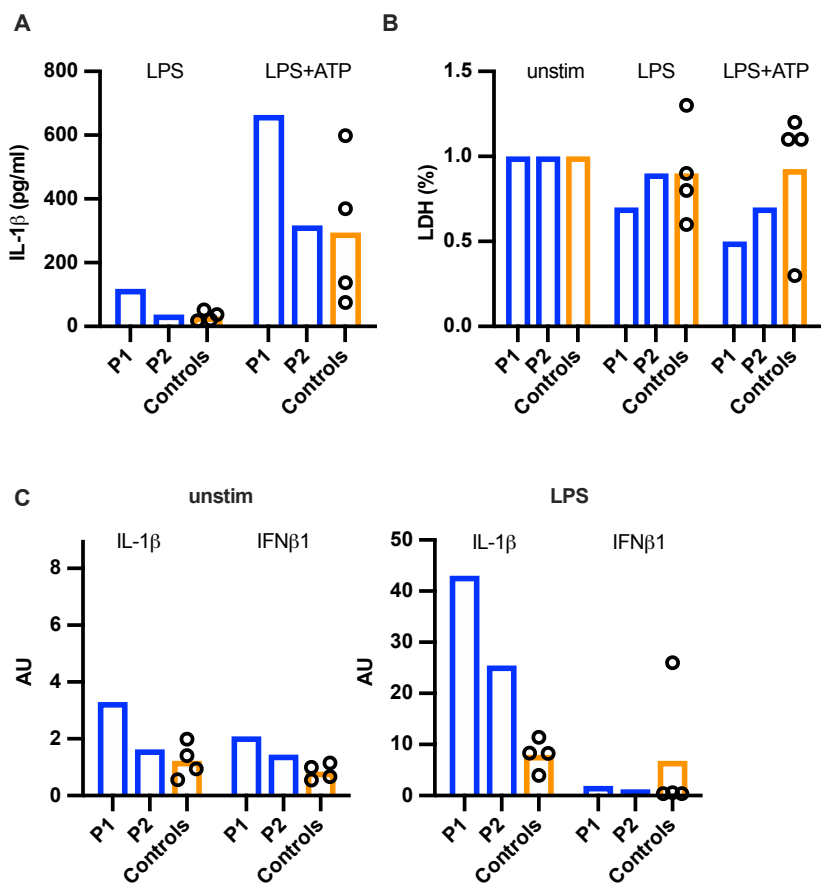 A
LPS LPS+ATP
800
600
400
200
0
IL-1β (pg/ml)
P1 P2 Controls P1 P2 Controls
B
unstim LPS LPS+ATP
1.5
1.0
0.5
0.0
LDH (%)
P1 P2 Controls P1 P2 Controls P1 P2 Controls
C
unstim
IL-1β IFNβ1
8
6
4
2
0
AU
P1 P2 Controls P1 P2 Controls
LPS
IL-1β IFNβ1
50
40
30
20
10
0
AU
P1 P2 Controls P1 P2 Controls